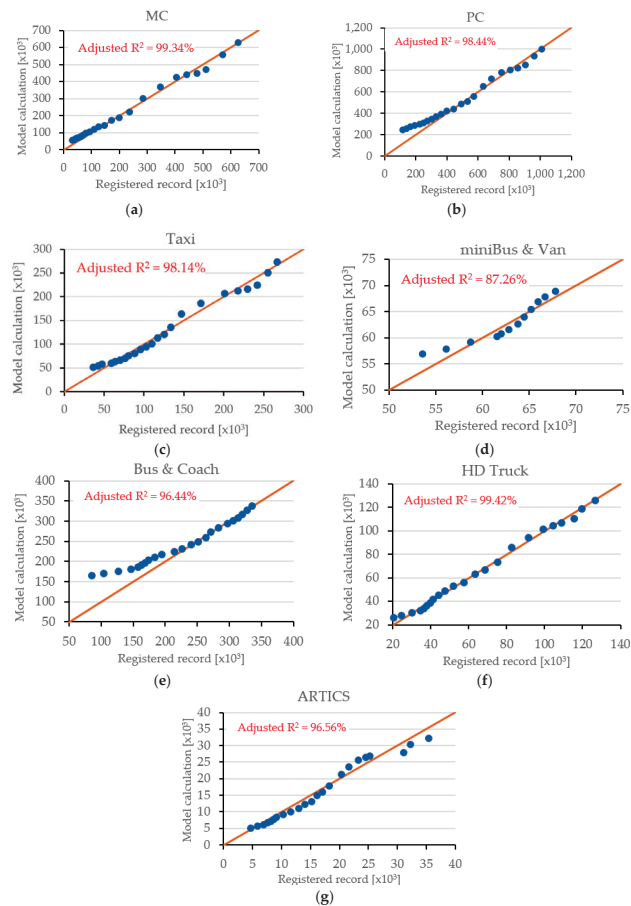 MC
Adjusted R² = 99.34%
Model calculation [x10³]
700
600
500
400
300
200
100
0
0 100 200 300 400 500 600 700
Registered record [x10³]
(a)
PC
Adjusted R² = 98.44%
Model calculation [x10³]
1,200
1,000
800
600
400
200
0
0 200 400 600 800 1,000 1,200
Registered record [x10³]
(b)
Taxi
Adjusted R² = 98.14%
Model calculation [x10³]
300
250
200
150
100
50
0
0 50 100 150 200 250 300
Registered record [x10³]
(c)
miniBus & Van
Adjusted R² = 87.26%
Model calculation [x10³]
75
70
65
60
55
50
50 55 60 65 70 75
Registered record [x10³]
(d)
Bus & Coach
Adjusted R² = 96.44%
Model calculation [x10³]
400
350
300
250
200
150
100
50
50 100 150 200 250 300 350 400
Registered record [x10³]
(e)
HD Truck
Adjusted R² = 99.42%
Model calculation [x10³]
140
120
100
80
60
40
20
20 40 60 80 100 120 140
Registered record [x10³]
(f)
ARTICS
Adjusted R² = 96.56%
Model calculation [x10³]
40
35
30
25
20
15
10
5
0
0 5 10 15 20 25 30 35 40
Registered record [x10³]
(g)